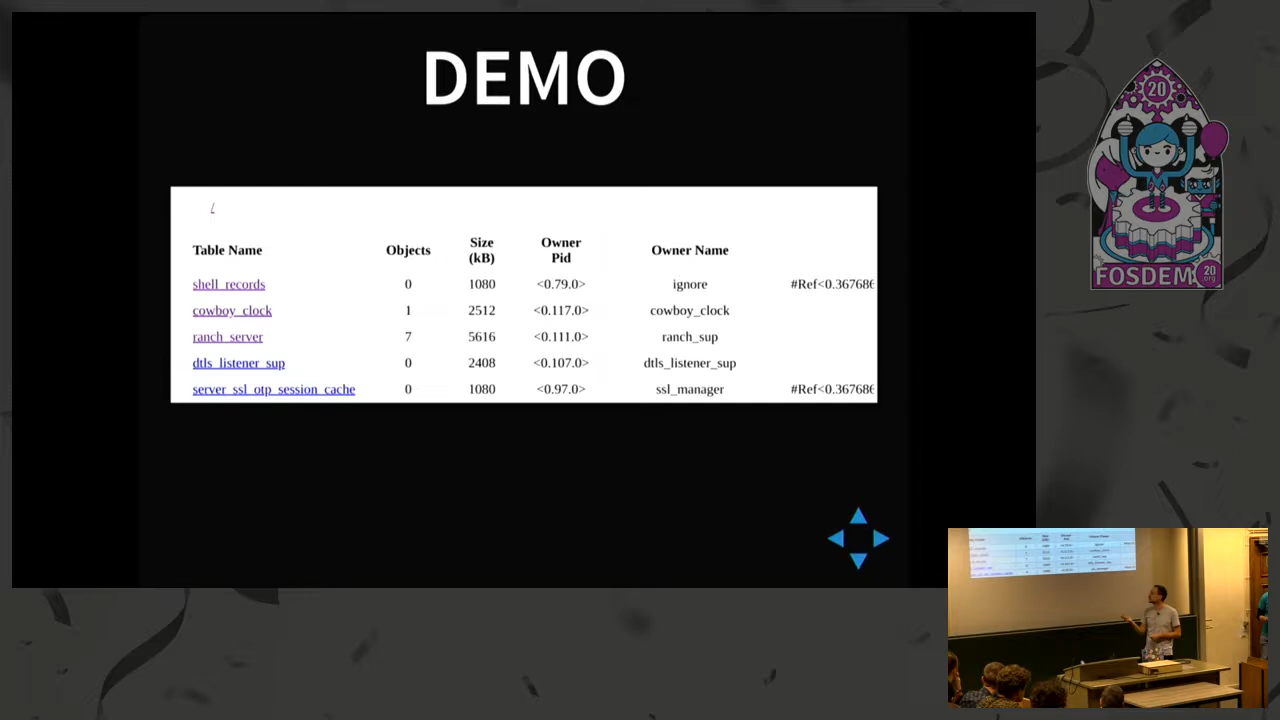 DEMO
/
Table Name Objects Size (kB) Owner Pid Owner Name
shell_records 0 1080 <0.79.0> ignore #Ref<0.367686
cowboy_clock 1 2512 <0.117.0> cowboy_clock
ranch_server 7 5616 <0.111.0> ranch_sup
dtls_listener_sup 0 2408 <0.107.0> dtls_listener_sup
server_ssl_otp_session_cache 0 1080 <0.97.0> ssl_manager #Ref<0.367686
20
FOSDEM 20 .org